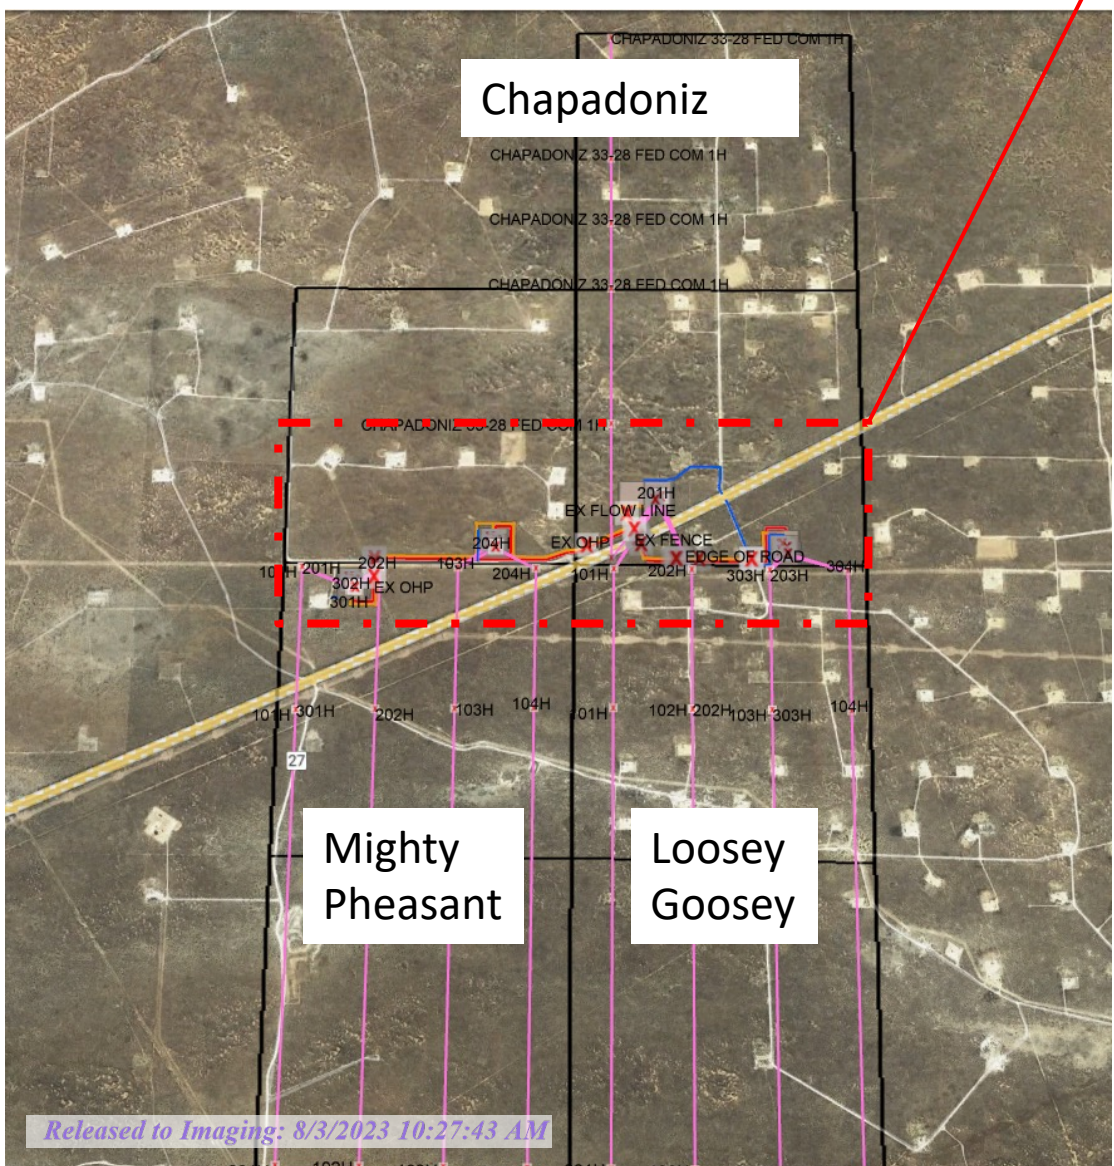 CHAPADONIZ 33-28 FED COM 1H
Chapadoniz
CHAPADONIZ 33-28 FED COM 1H
CHAPADONIZ 33-28 FED COM 1H
CHAPADONIZ 33-28 FED COM 1H
CHAPADONIZ 33-28 FED COM 1H
201H
EX FLOW LINE
204H
EX OHP
EX FENCE
EDGE OF ROAD
202H
103H
201H
204H
101H
202H
303H
203H
304H
302H
EX OHP
301H
101H
301H
202H
103H
104H
101H
102H
202H
103H
303H
104H
27
Mighty
Pheasant
Loosey
Goosey
Released to Imaging: 8/3/2023 10:27:43 AM